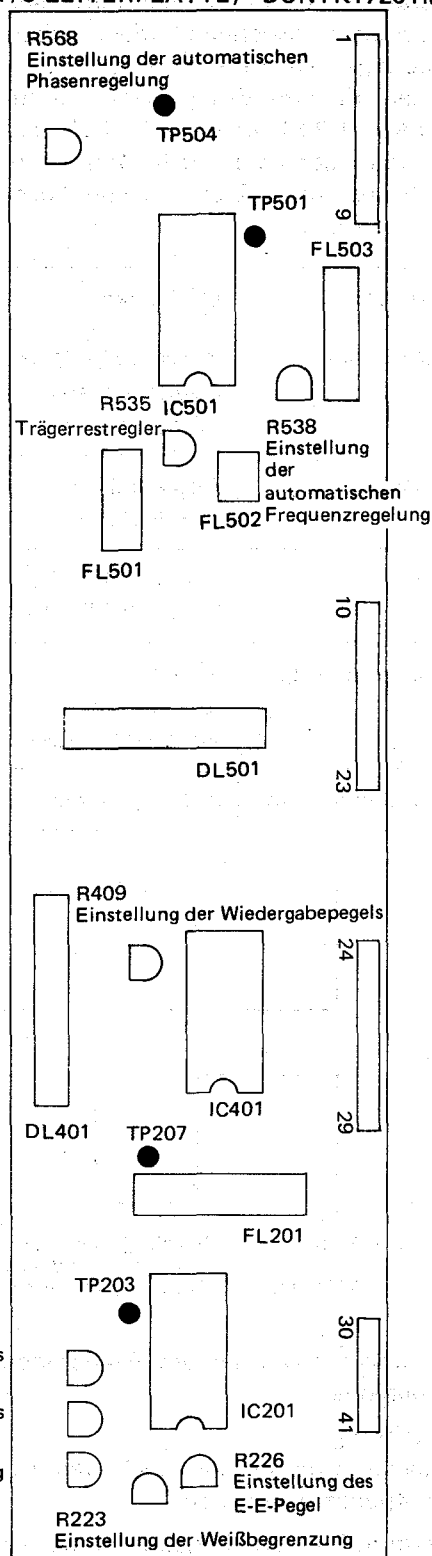 R568
Einstellung der automatischen
Phasenregelung
1
TP504
TP501
9
FL503
R535
IC501
Trägerrestregler
R538
Einstellung
der
automatischen
Frequenzregelung
FL502
FL501
10
DL501
23
R409
Einstellung der Wiedergabepegels
24
IC401
29
DL401
TP207
FL201
TP203
30
s
s
IC201
41
g
R226
Einstellung des
E-E-Pegel
R223
Einstellung der Weißbegrenzung